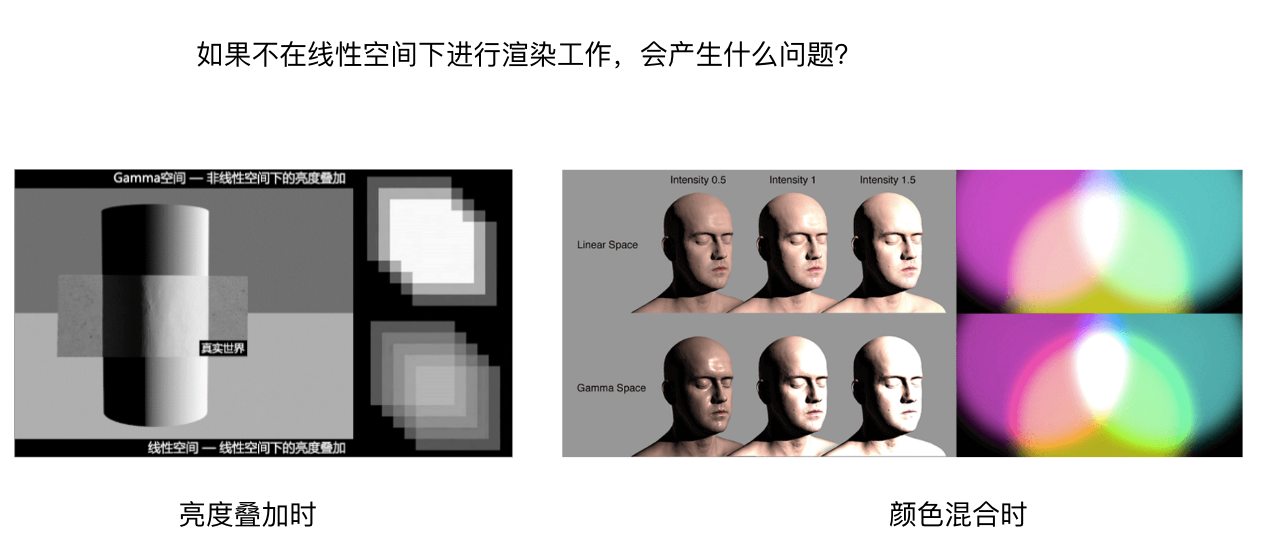 如果不在线性空间下进行渲染工作，会产生什么问题？
Gamma空间 — 非线性空间下的亮度叠加
真实世界
线性空间 — 线性空间下的亮度叠加
Intensity 0.5
Intensity 1
Intensity 1.5
Linear Space
Gamma Space
亮度叠加时
颜色混合时